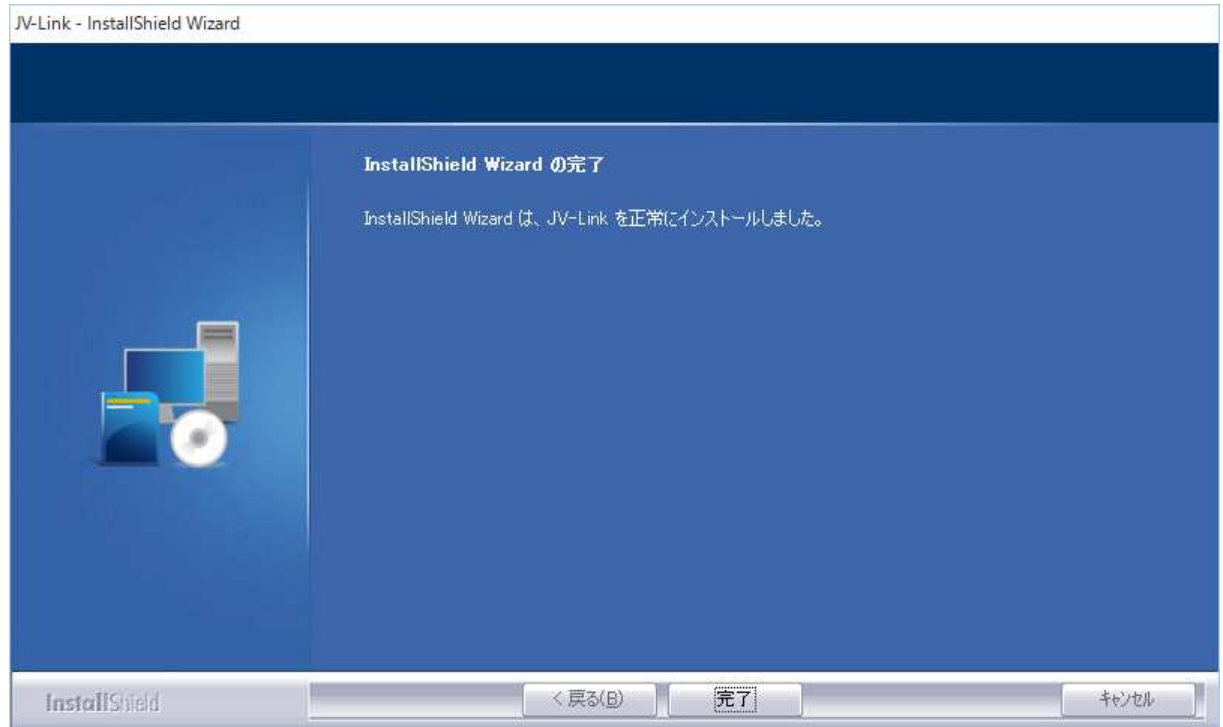 JV-Link - InstallShield Wizard
InstallShield Wizard の完了
InstallShield Wizard は、JV-Link を正常にインストールしました。
InstallShield
< 戻る(B)
完了
キャンセル